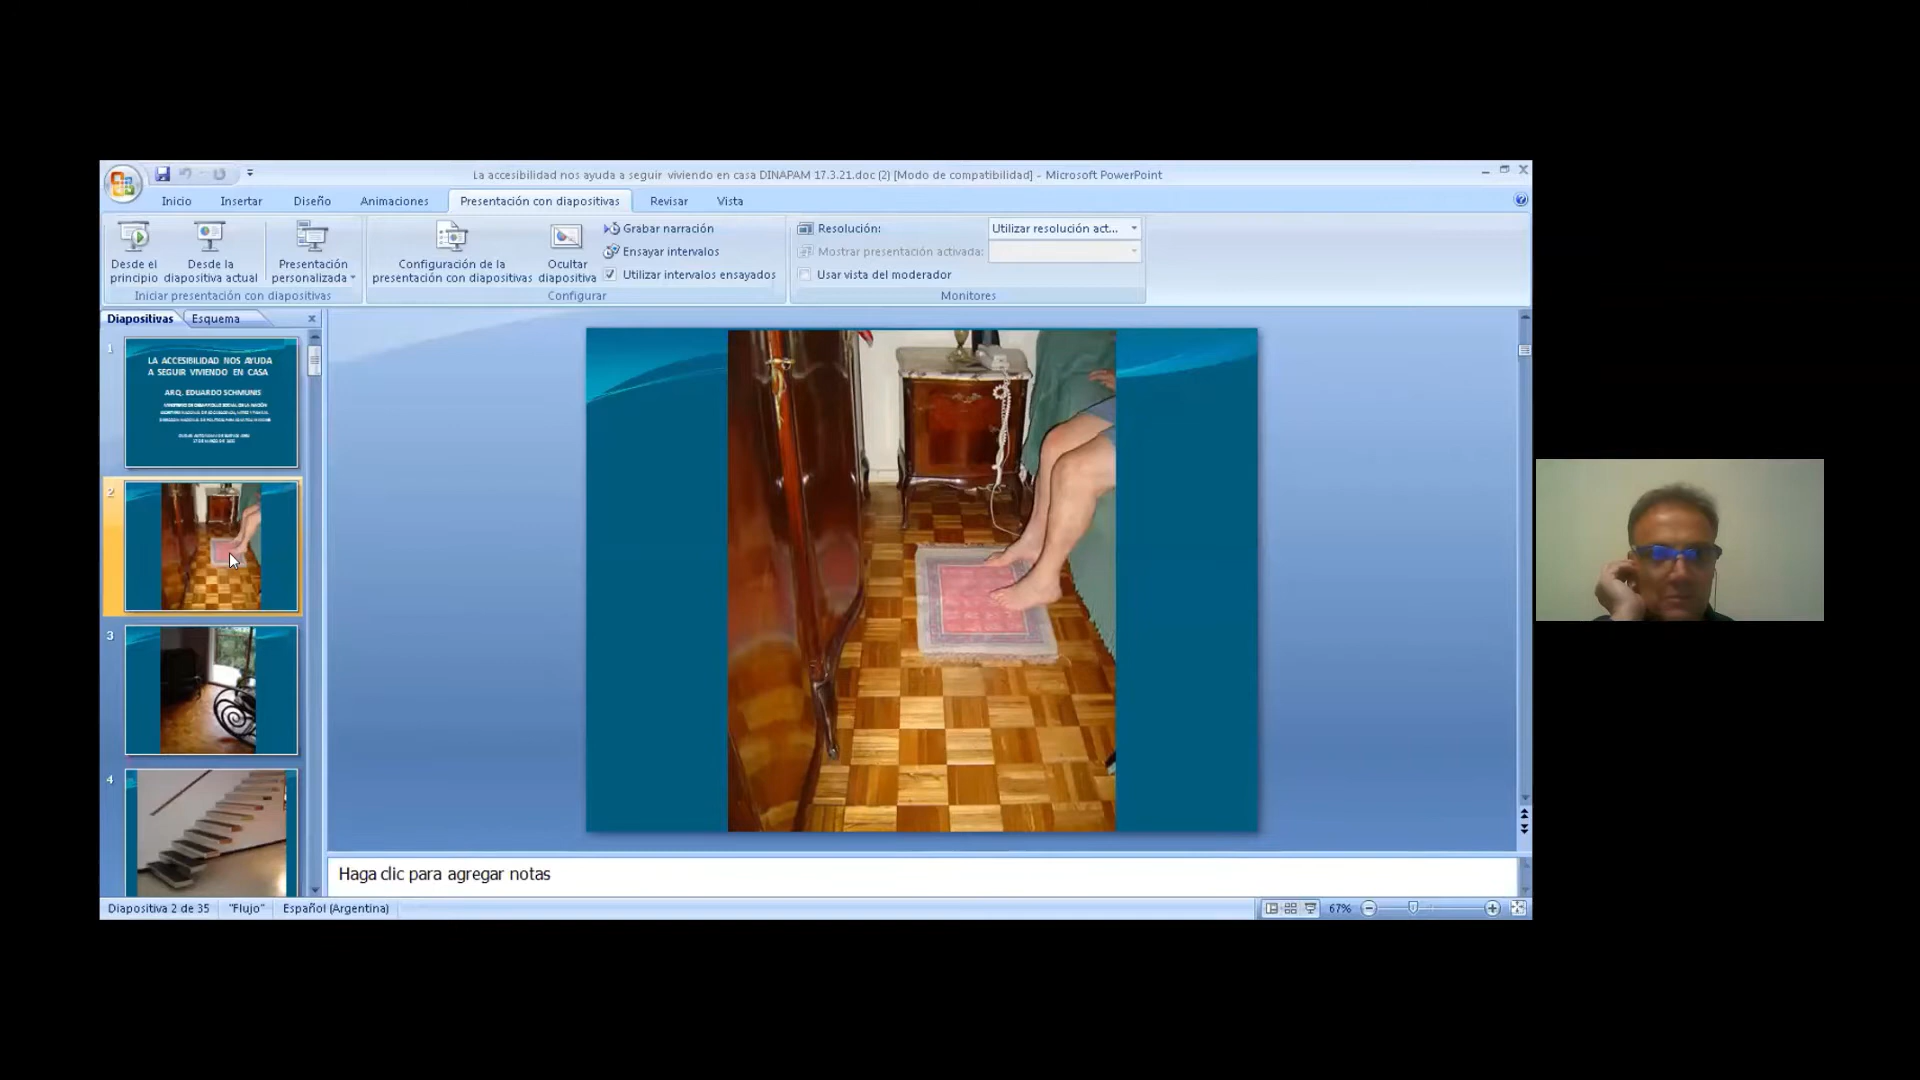 La accesibilidad nos ayuda a seguir viviendo en casa DINAPAM 17.3.21.doc (2) [Modo de compatibilidad] - Microsoft PowerPoint
Inicio Insertar Diseño Animaciones Presentación con diapositivas Revisar Vista
Desde el principio
Desde la diapositiva actual
Presentación personalizada
Iniciar presentación con diapositivas
Configuración de la presentación con diapositivas
Ocultar diapositiva
Grabar narración
Ensayar intervalos
Utilizar intervalos ensayados
Configurar
Resolución: Utilizar resolución act...
Mostrar presentación activada:
Usar vista del moderador
Monitores
Diapositivas Esquema
1
LA ACCESIBILIDAD NOS AYUDA
A SEGUIR VIVIENDO EN CASA
ARQ. EDUARDO SCHMUNIS
2
3
4
Haga clic para agregar notas
Diapositiva 2 de 35 "Flujo" Español (Argentina) 67%